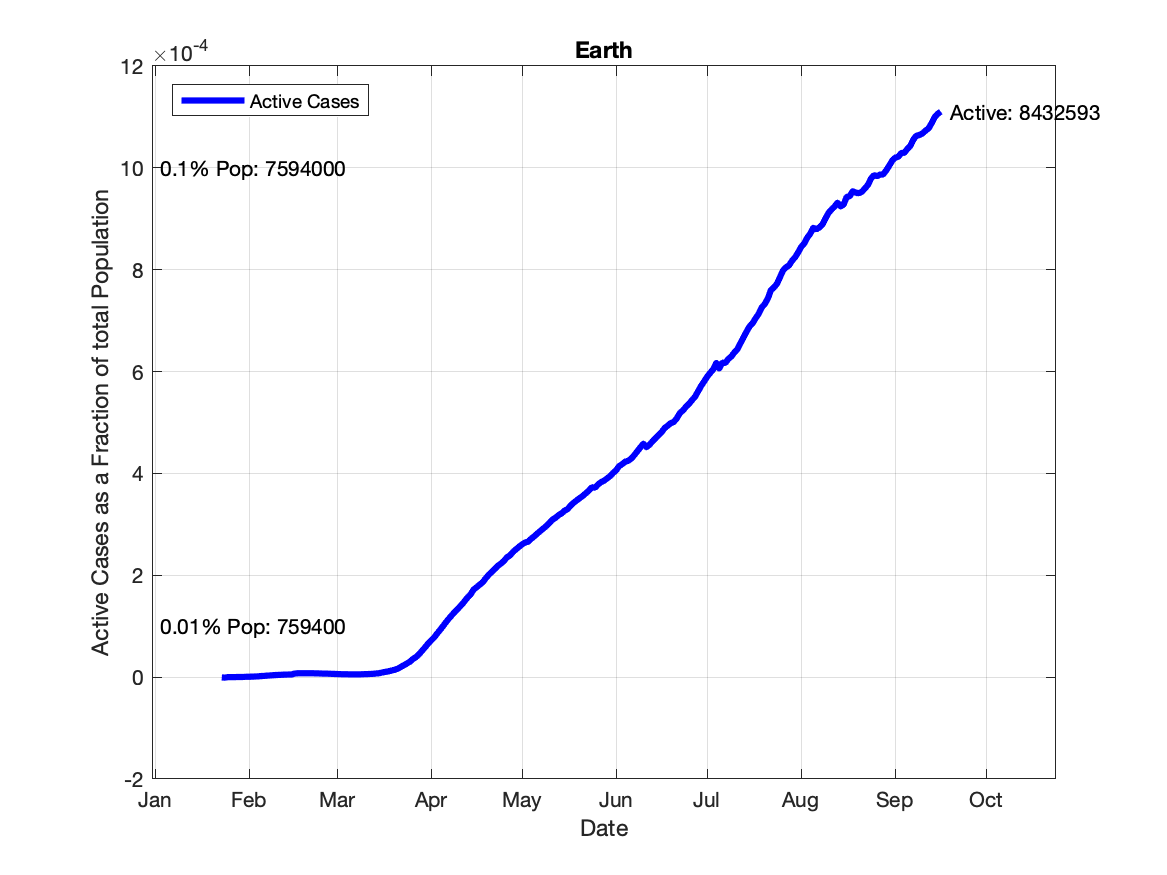 Earth
×10-4
12
Active Cases
Active: 8432593
10
0.1% Pop: 7594000
8
6
4
2
0.01% Pop: 759400
0
-2
Active Cases as a Fraction of total Population
Jan Feb Mar Apr May Jun Jul Aug Sep Oct
Date